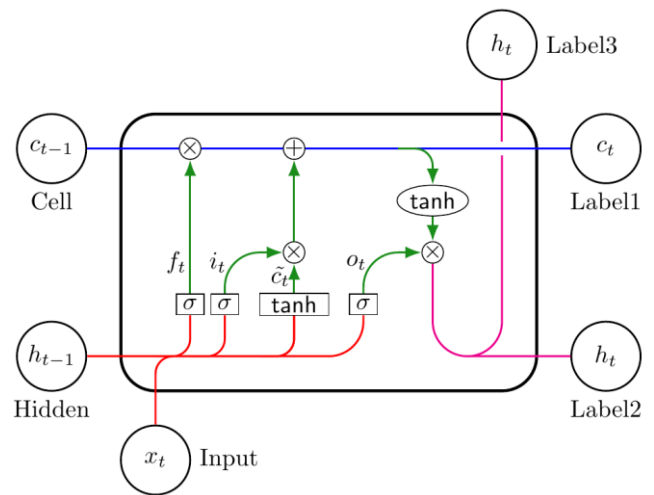 h_t Label3
c_{t-1} × + c_t
Cell tanh Label1
f_t i_t × c̃_t o_t ×
σ σ tanh σ
h_{t-1} h_t
Hidden Label2
x_t Input